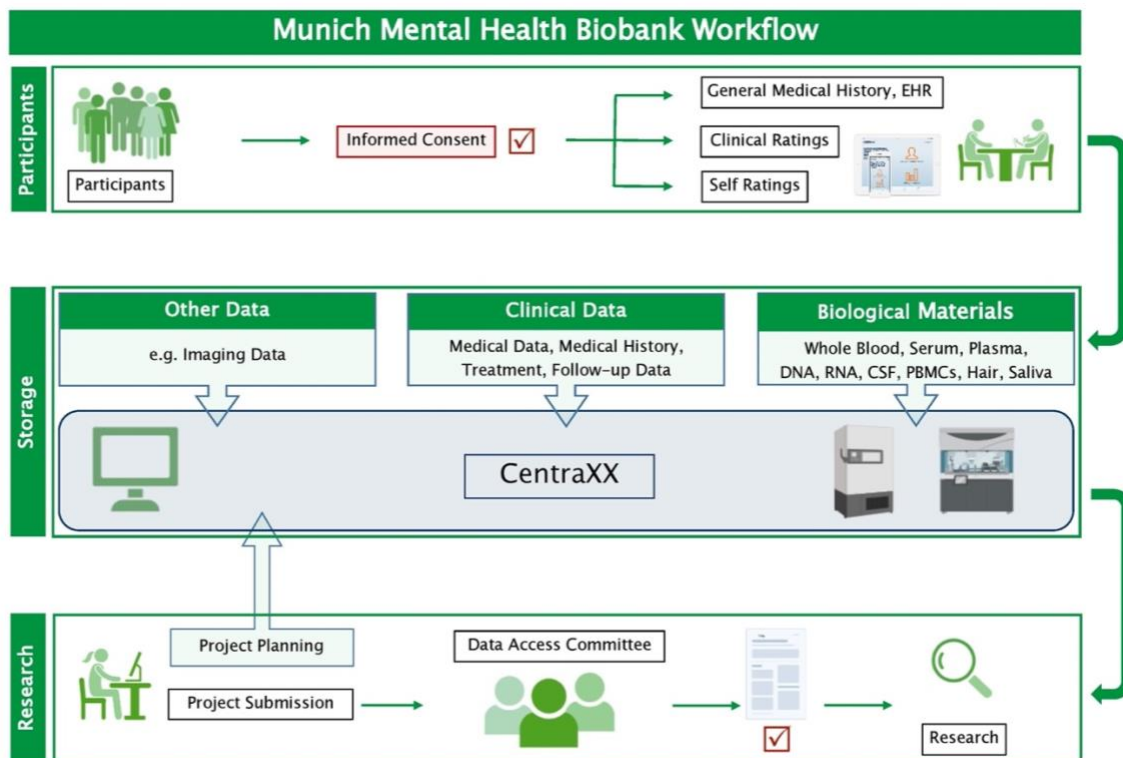 Munich Mental Health Biobank Workflow
Participants
Participants
Informed Consent
General Medical History, EHR
Clinical Ratings
Self Ratings
Storage
Other Data
e.g. Imaging Data
Clinical Data
Medical Data, Medical History,
Treatment, Follow-up Data
Biological Materials
Whole Blood, Serum, Plasma,
DNA, RNA, CSF, PBMCs, Hair, Saliva
CentraXX
Research
Project Planning
Project Submission
Data Access Committee
Research